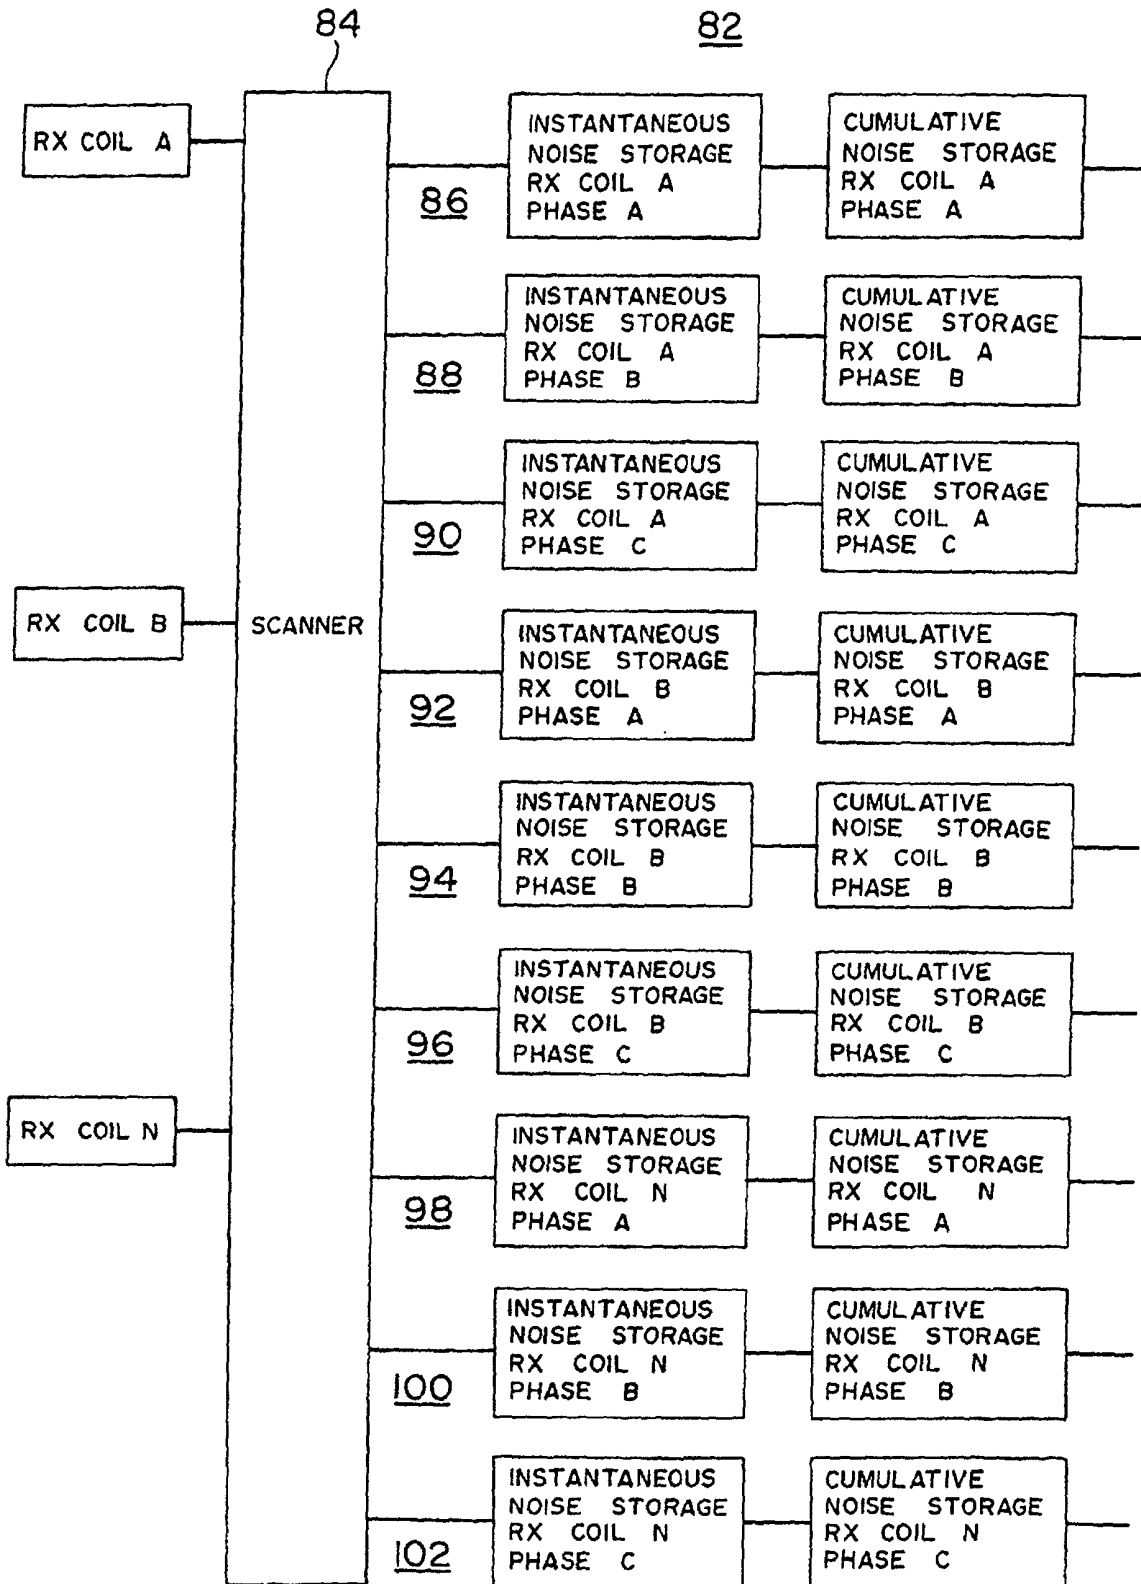 84
82
RX COIL A
RX COIL B
RX COIL N
SCANNER
86
INSTANTANEOUS
NOISE STORAGE
RX COIL A
PHASE A
CUMULATIVE
NOISE STORAGE
RX COIL A
PHASE A
88
INSTANTANEOUS
NOISE STORAGE
RX COIL A
PHASE B
CUMULATIVE
NOISE STORAGE
RX COIL A
PHASE B
90
INSTANTANEOUS
NOISE STORAGE
RX COIL A
PHASE C
CUMULATIVE
NOISE STORAGE
RX COIL A
PHASE C
92
INSTANTANEOUS
NOISE STORAGE
RX COIL B
PHASE A
CUMULATIVE
NOISE STORAGE
RX COIL B
PHASE A
94
INSTANTANEOUS
NOISE STORAGE
RX COIL B
PHASE B
CUMULATIVE
NOISE STORAGE
RX COIL B
PHASE B
96
INSTANTANEOUS
NOISE STORAGE
RX COIL B
PHASE C
CUMULATIVE
NOISE STORAGE
RX COIL B
PHASE C
98
INSTANTANEOUS
NOISE STORAGE
RX COIL N
PHASE A
CUMULATIVE
NOISE STORAGE
RX COIL N
PHASE A
100
INSTANTANEOUS
NOISE STORAGE
RX COIL N
PHASE B
CUMULATIVE
NOISE STORAGE
RX COIL N
PHASE B
102
INSTANTANEOUS
NOISE STORAGE
RX COIL N
PHASE C
CUMULATIVE
NOISE STORAGE
RX COIL N
PHASE C